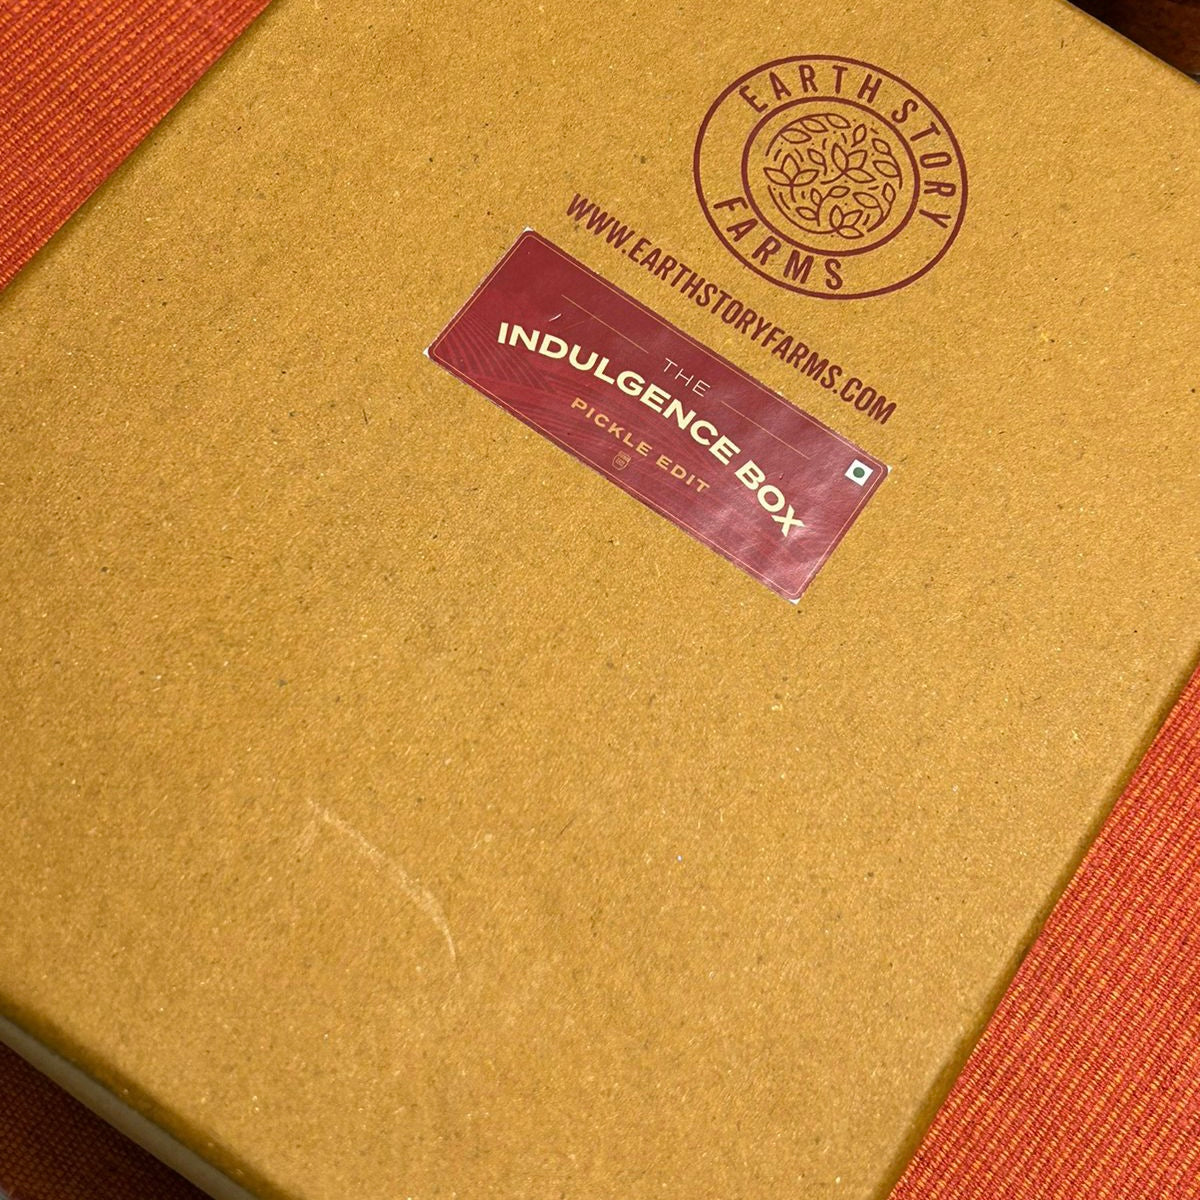 EARTH STORY
FARMS
WWW.EARTHSTORYFARMS.COM
THE
INDULGENCE BOX
PICKLE EDIT